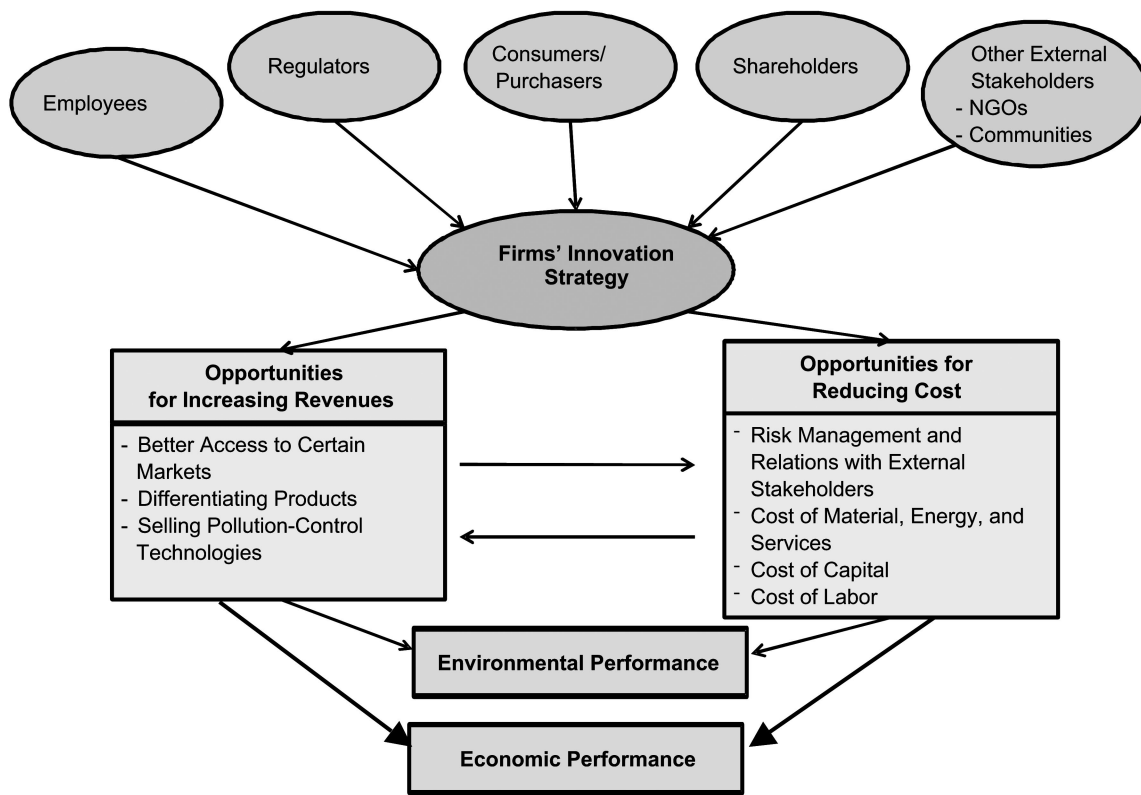 Employees
Regulators
Consumers/
Purchasers
Shareholders
Other External
Stakeholders
- NGOs
- Communities
Firms’ Innovation
Strategy
Opportunities
for Increasing Revenues
- Better Access to Certain
Markets
- Differentiating Products
- Selling Pollution-Control
Technologies
Opportunities for
Reducing Cost
- Risk Management and
Relations with External
Stakeholders
- Cost of Material, Energy, and
Services
- Cost of Capital
- Cost of Labor
Environmental Performance
Economic Performance